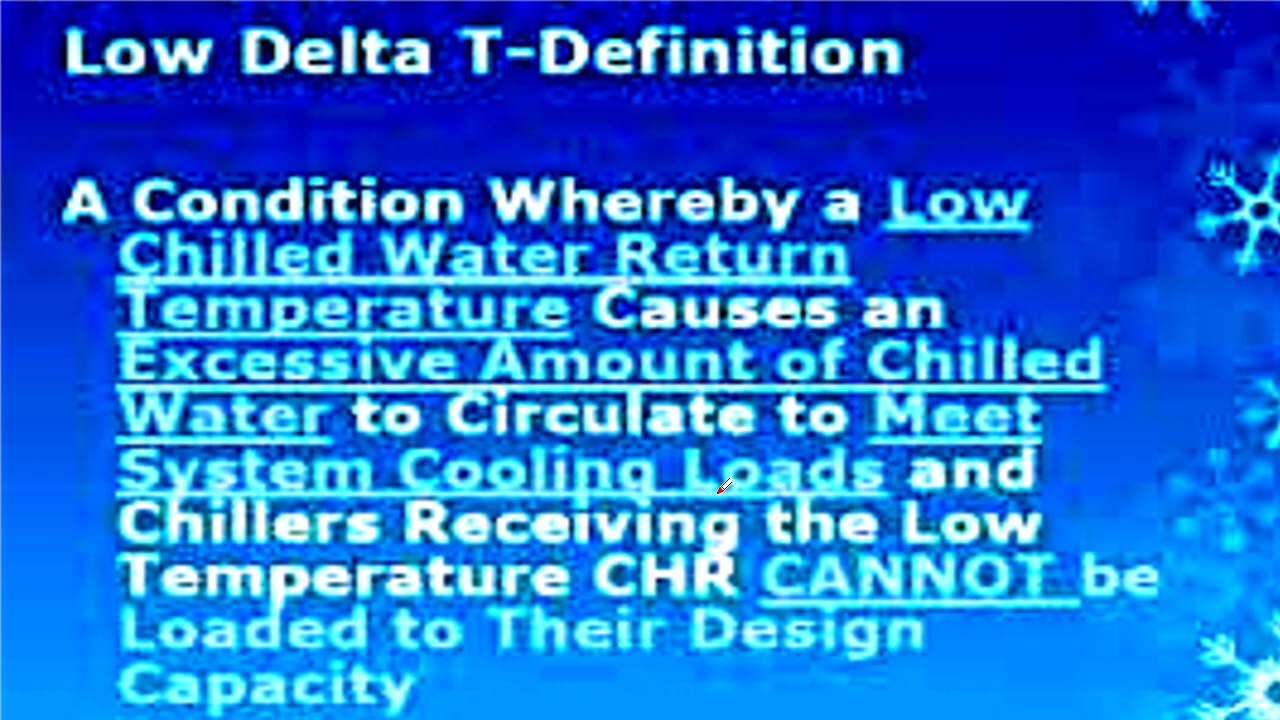 Low Delta T-Definition
A Condition Whereby a Low
Chilled Water Return
Temperature Causes an
Excessive Amount of Chilled
Water to Circulate to Meet
System Cooling Loads and
Chillers Receiving the Low
Temperature CHR CANNOT be
Loaded to Their Design
Capacity